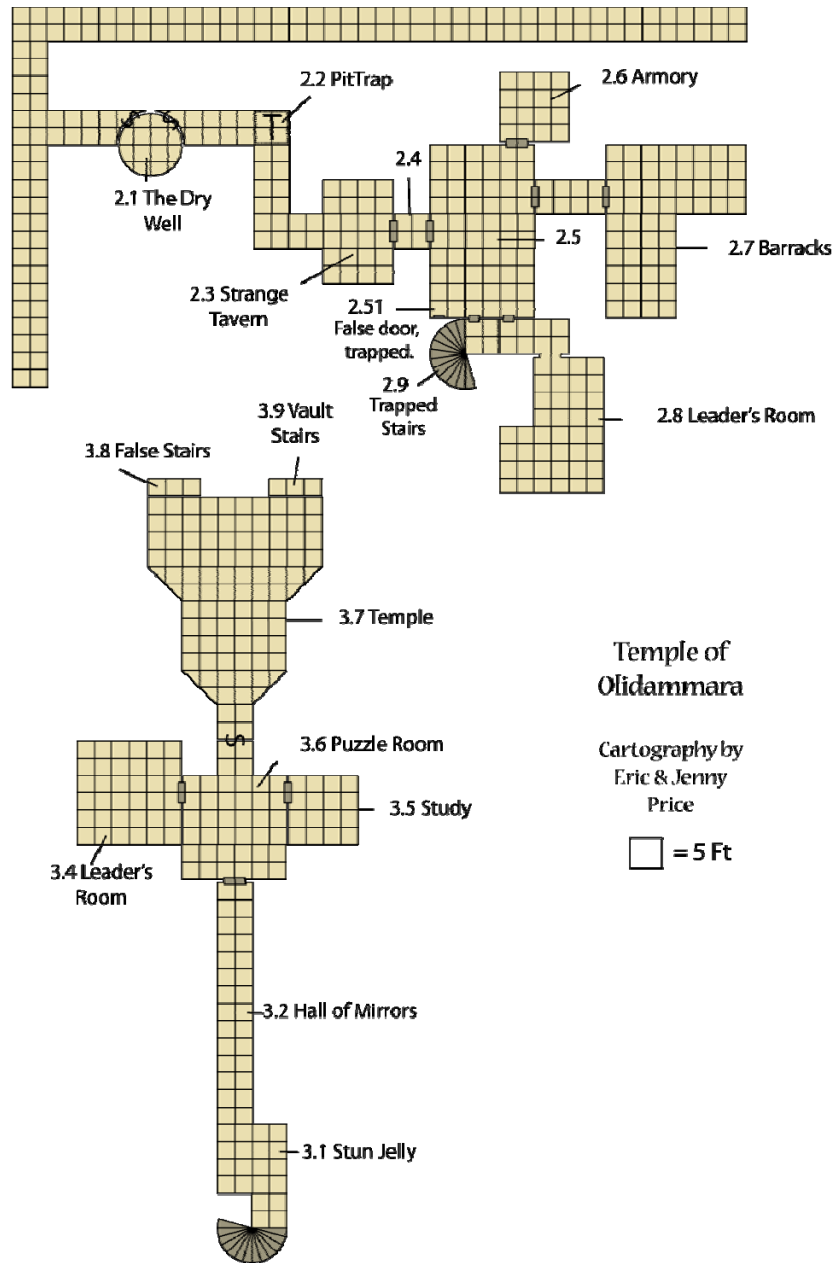 2.2 PitTrap
2.6 Armory
T
S
S
2.4
2.1 The Dry
Well
2.5
2.7 Barracks
2.3 Strange
Tavern
2.51
False door,
trapped.
2.9
Trapped
Stairs
2.8 Leader's Room
3.9 Vault
Stairs
3.8 False Stairs
3.7 Temple
S
3.6 Puzzle Room
3.5 Study
3.4 Leader's
Room
3.2 Hall of Mirrors
3.1 Stun Jelly
Temple of
Olidammara
Cartography by
Eric & Jenny
Price
= 5 Ft